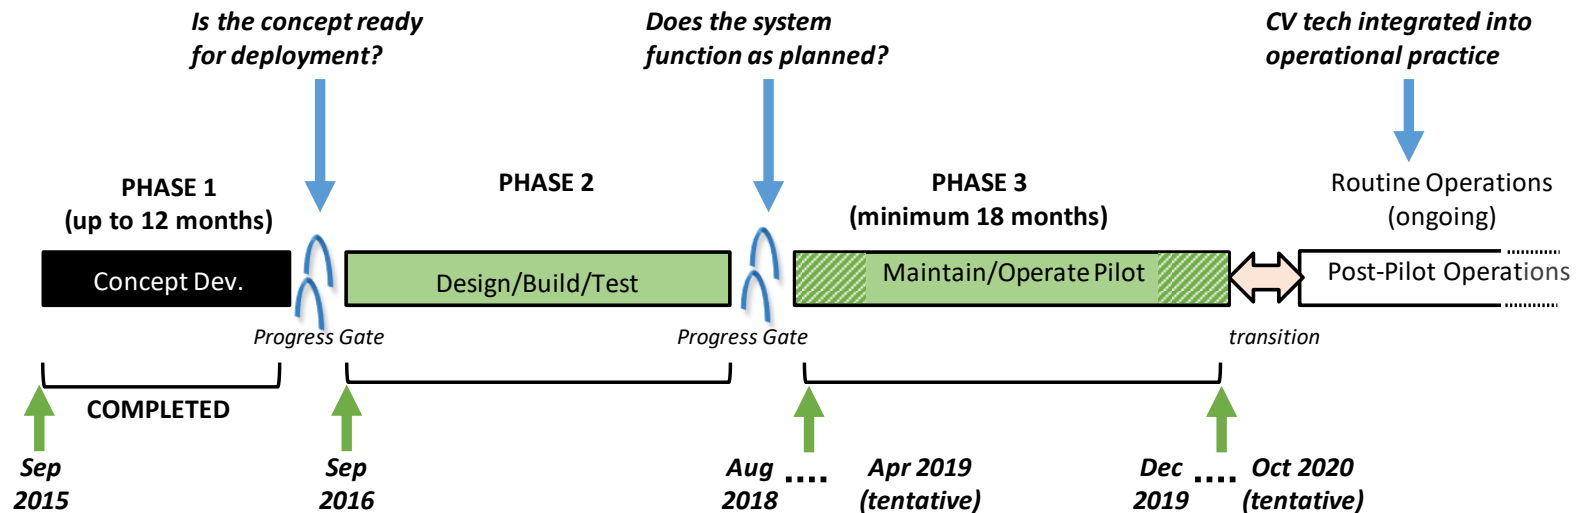 Is the concept ready
for deployment?
Does the system
function as planned?
CV tech integrated into
operational practice
PHASE 1
(up to 12 months)
PHASE 2
PHASE 3
(minimum 18 months)
Routine Operations
(ongoing)
Concept Dev.
Design/Build/Test
Maintain/Operate Pilot
Post-Pilot Operations
Progress Gate
Progress Gate
transition
COMPLETED
Sep
2015
Sep
2016
Aug
2018
.....
Apr 2019
(tentative)
Dec
2019
.....
Oct 2020
(tentative)